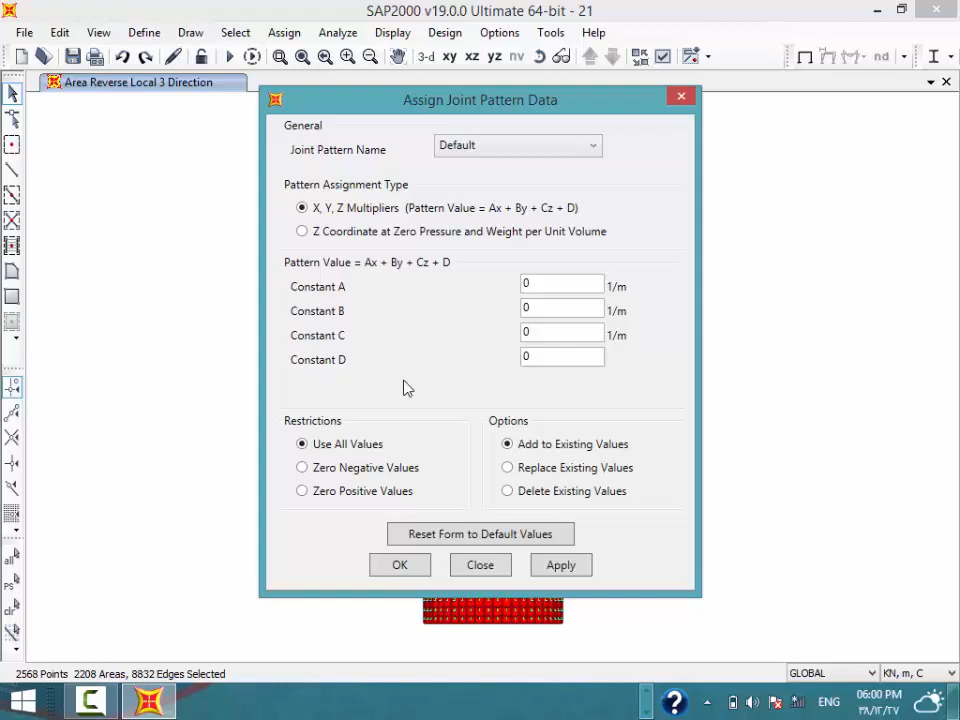 SAP2000 v19.0.0 Ultimate 64-bit - 21
File Edit View Define Draw Select Assign Analyze Display Design Options Tools Help
3-d xy xz yz nv nd
Area Reverse Local 3 Direction
Assign Joint Pattern Data
General
Joint Pattern Name Default
Pattern Assignment Type
X, Y, Z Multipliers (Pattern Value = Ax + By + Cz + D)
Z Coordinate at Zero Pressure and Weight per Unit Volume
Pattern Value = Ax + By + Cz + D
Constant A 0 1/m
Constant B 0 1/m
Constant C 0 1/m
Constant D 0
Restrictions Options
Use All Values Add to Existing Values
Zero Negative Values Replace Existing Values
Zero Positive Values Delete Existing Values
Reset Form to Default Values
OK Close Apply
all
PS
clr
2568 Points 2208 Areas, 8832 Edges Selected GLOBAL KN, m, C
ENG 06:00 PM
٣٨/١٢/٢٧